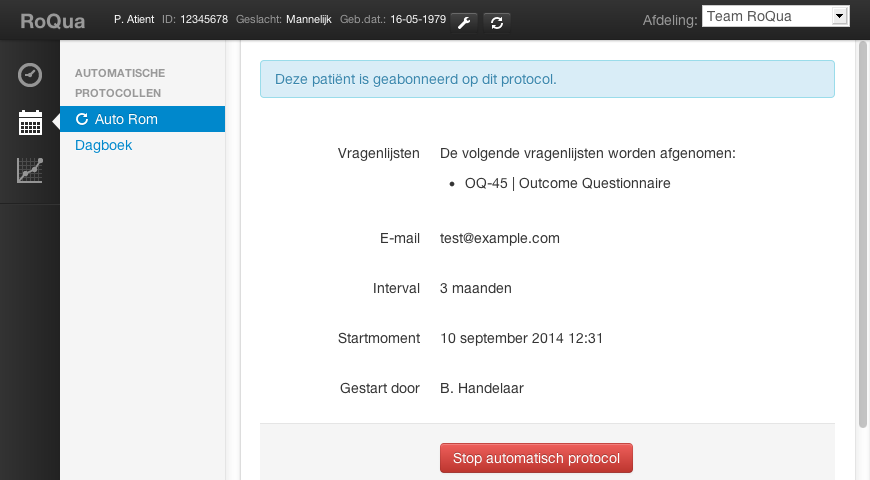 RoQua P. Atient ID: 12345678 Geslacht: Mannelijk Geb.dat.: 16-05-1979 Afdeling: Team RoQua
AUTOMATISCHE
PROTOCOLLEN
Auto Rom
Dagboek
Deze patiënt is geabonneerd op dit protocol.
Vragenlijsten De volgende vragenlijsten worden afgenomen:
• OQ-45 | Outcome Questionnaire
E-mail test@example.com
Interval 3 maanden
Startmoment 10 september 2014 12:31
Gestart door B. Handelaar
Stop automatisch protocol